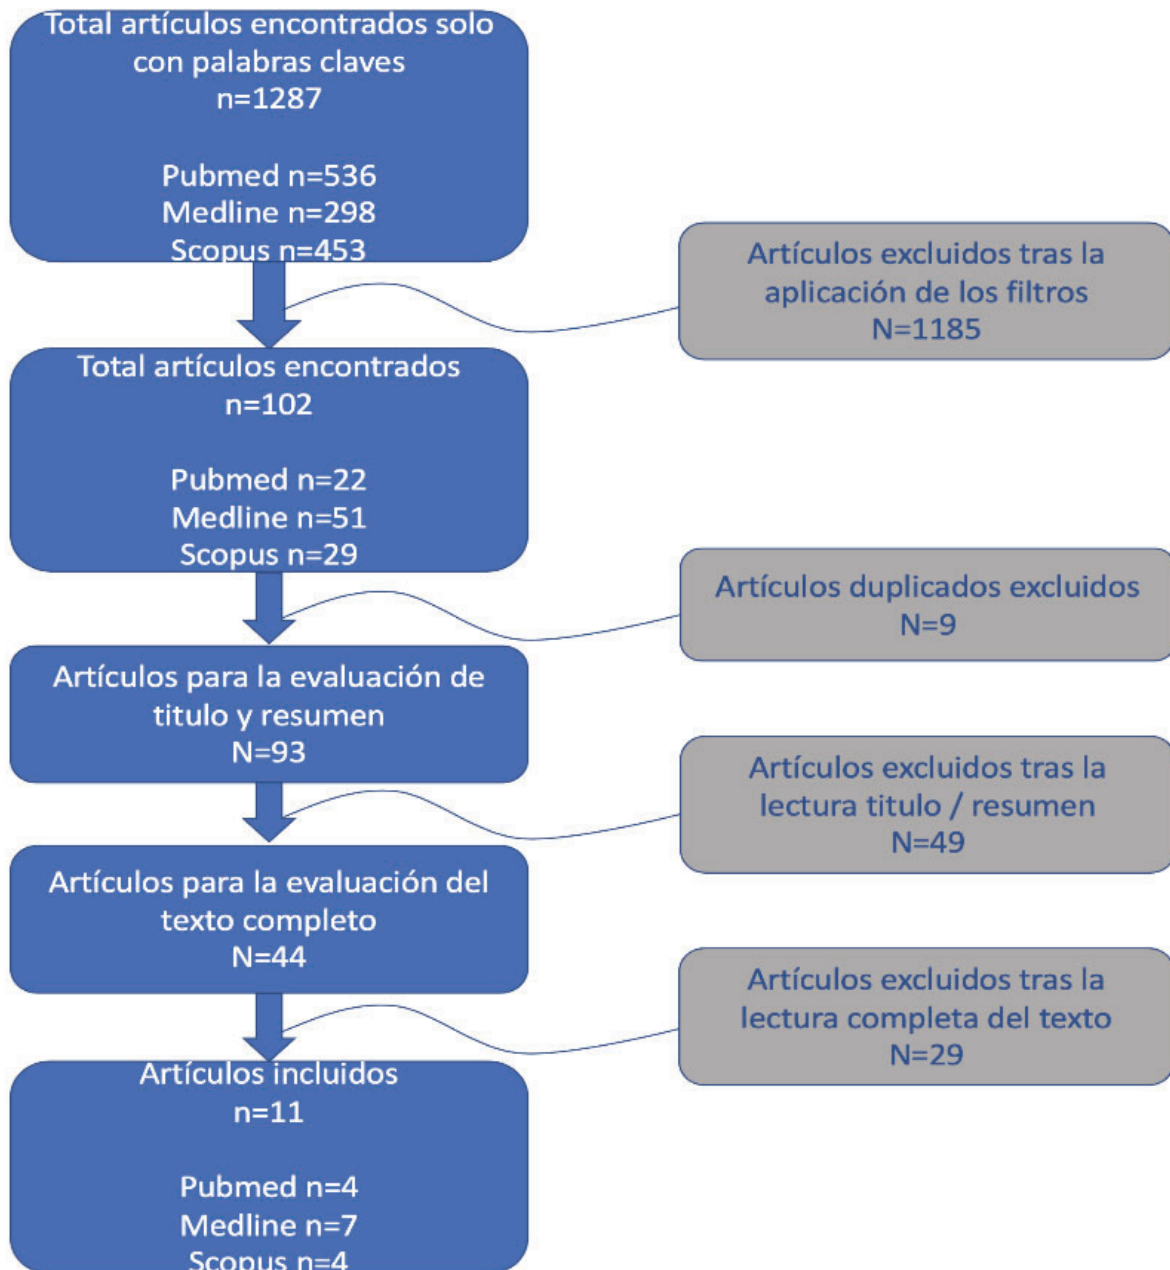 Total artículos encontrados solo
con palabras claves
n=1287
Pubmed n=536
Medline n=298
Scopus n=453
Artículos excluidos tras la
aplicación de los filtros
N=1185
Total artículos encontrados
n=102
Pubmed n=22
Medline n=51
Scopus n=29
Artículos duplicados excluidos
N=9
Artículos para la evaluación de
titulo y resumen
N=93
Artículos excluidos tras la
lectura titulo / resumen
N=49
Artículos para la evaluación del
texto completo
N=44
Artículos excluidos tras la
lectura completa del texto
N=29
Artículos incluidos
n=11
Pubmed n=4
Medline n=7
Scopus n=4